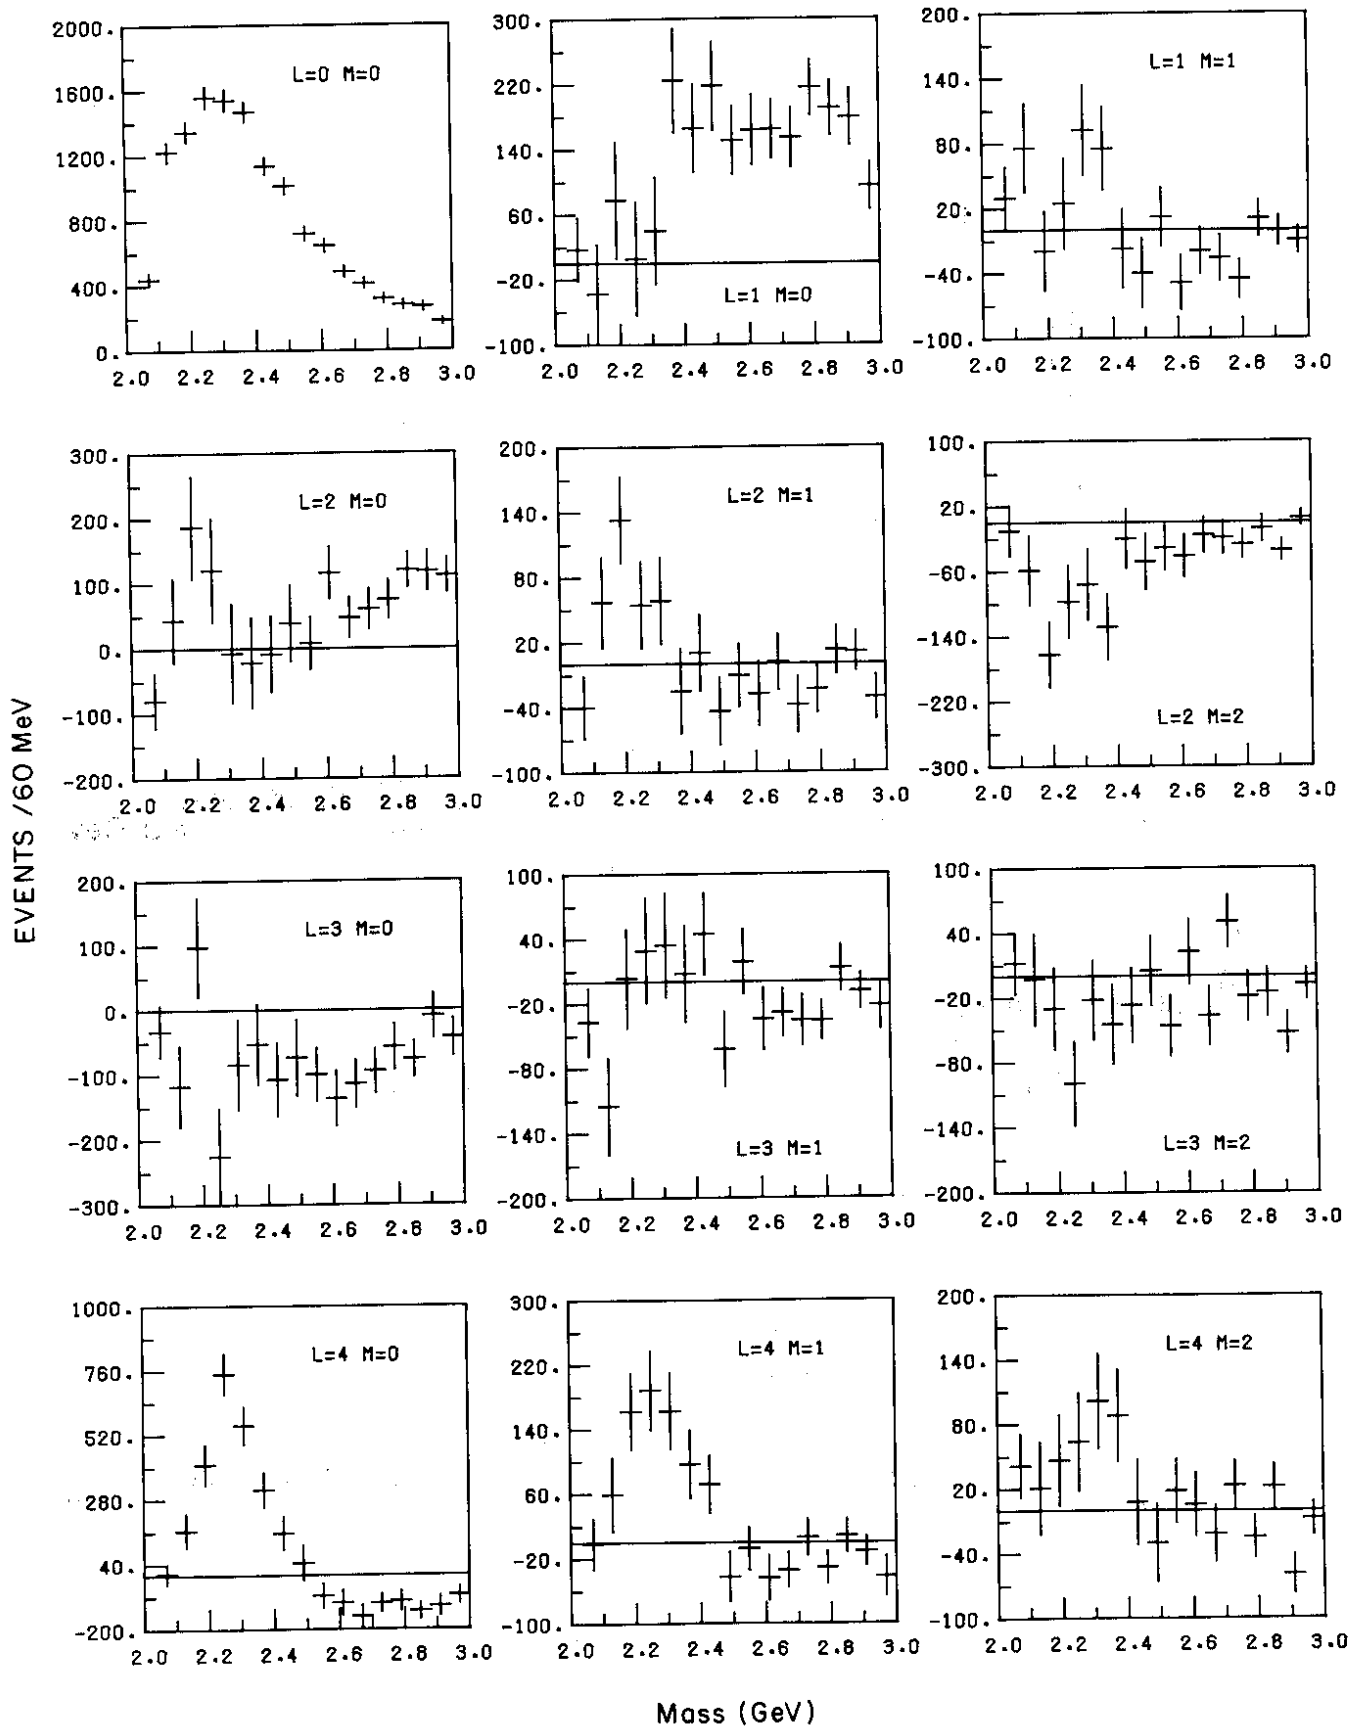 2000.
1600.
1200.
800.
400.
0.
L=0 M=0
2.0 2.2 2.4 2.6 2.8 3.0
300.
220.
140.
60.
-20.
-100.
L=1 M=0
2.0 2.2 2.4 2.6 2.8 3.0
200.
140.
80.
20.
-40.
-100.
L=1 M=1
2.0 2.2 2.4 2.6 2.8 3.0
300.
200.
100.
0.
-100.
-200.
L=2 M=0
2.0 2.2 2.4 2.6 2.8 3.0
200.
140.
80.
20.
-40.
-100.
L=2 M=1
2.0 2.2 2.4 2.6 2.8 3.0
100.
20.
-60.
-140.
-220.
-300.
L=2 M=2
2.0 2.2 2.4 2.6 2.8 3.0
EVENTS /60 MeV
200.
100.
0.
-100.
-200.
-300.
L=3 M=0
2.0 2.2 2.4 2.6 2.8 3.0
100.
40.
-20.
-80.
-140.
-200.
L=3 M=1
2.0 2.2 2.4 2.6 2.8 3.0
100.
40.
-20.
-80.
-140.
-200.
L=3 M=2
2.0 2.2 2.4 2.6 2.8 3.0
1000.
760.
520.
280.
40.
-200.
L=4 M=0
2.0 2.2 2.4 2.6 2.8 3.0
300.
220.
140.
60.
-20.
-100.
L=4 M=1
2.0 2.2 2.4 2.6 2.8 3.0
200.
140.
80.
20.
-40.
-100.
L=4 M=2
2.0 2.2 2.4 2.6 2.8 3.0
Mass (GeV)